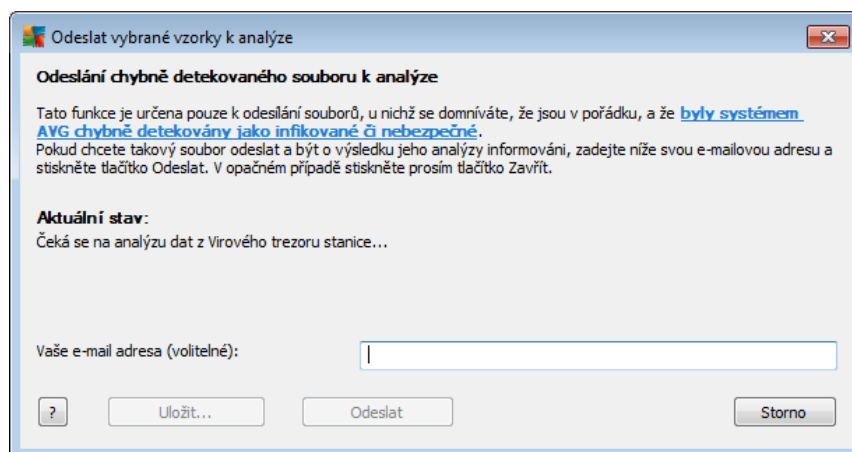 Odeslat vybrané vzorky k analýze
Odeslání chybně detekovaného souboru k analýze
Tato funkce je určena pouze k odesílání souborů, u nichž se domníváte, že jsou v pořádku, a že byly systémem
AVG chybně detekovány jako infikované či nebezpečné.
Pokud chcete takový soubor odeslat a být o výsledku jeho analýzy informováni, zadejte níže svou e-mailovou adresu a
stiskněte tlačítko Odeslat. V opačném případě stiskněte prosím tlačítko Zavřít.
Aktuální stav:
Čeká se na analýzu dat z Virového trezoru stanice...
Vaše e-mail adresa (volitelné):
? Uložit... Odeslat Storno